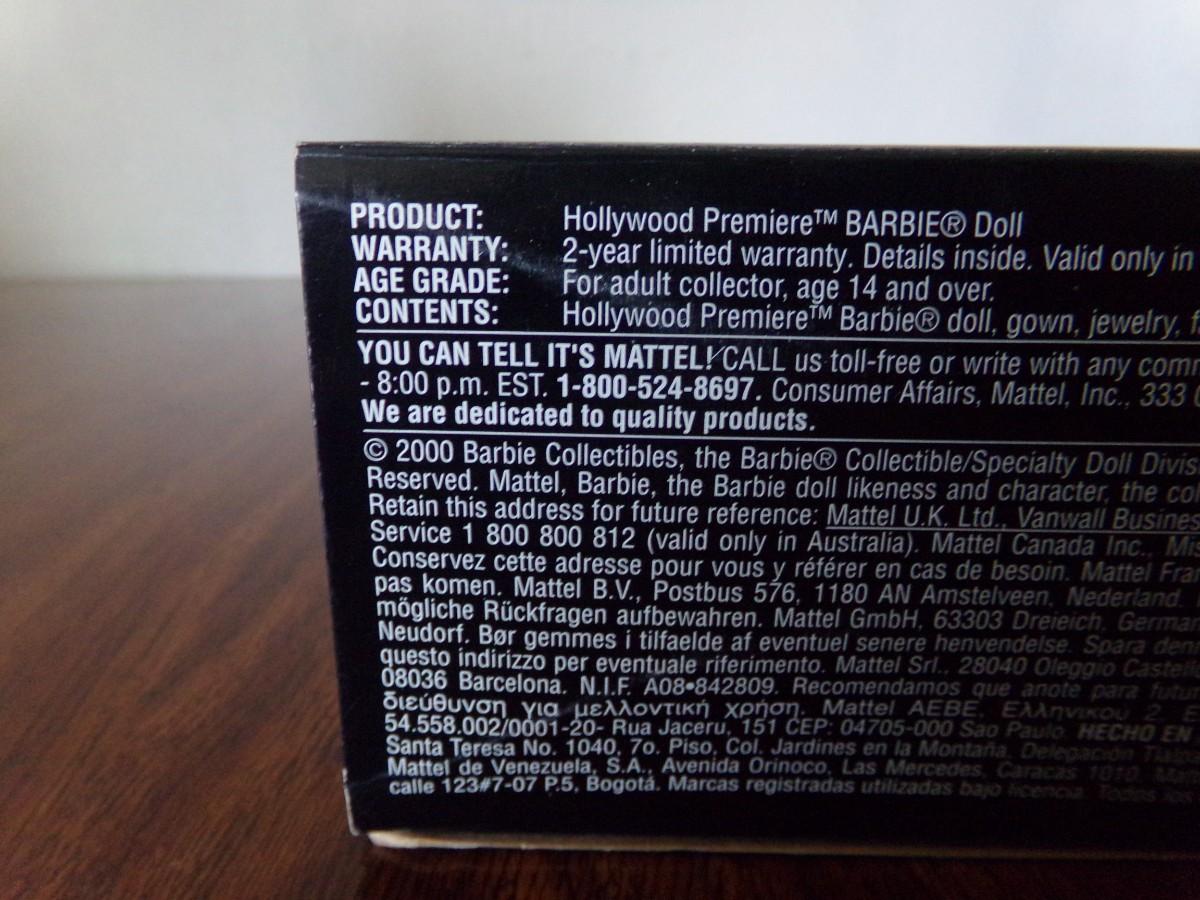 PRODUCT: Hollywood Premiere™ BARBIE® Doll
WARRANTY: 2-year limited warranty. Details inside. Valid only in
AGE GRADE: For adult collector, age 14 and over.
CONTENTS: Hollywood Premiere™ Barbie® doll, gown, jewelry,
YOU CAN TELL IT'S MATTEL! CALL us toll-free or write with any
- 8:00 p.m. EST. 1-800-524-8697. Consumer Affairs, Mattel, Inc., 333
We are dedicated to quality products.
© 2000 Barbie Collectibles, the Barbie® Collectible/Specialty Doll
Reserved. Mattel, Barbie, the Barbie doll likeness and character, the
Retain this address for future reference: Mattel U.K. Ltd., Vanwall
Service 1 800 800 812 (valid only in Australia). Mattel Canada Inc.,
Conservez cette adresse pour vous y référer en cas de besoin. Mattel
pas komen. Mattel B.V., Postbus 576, 1180 AN Amstelveen, Nederland.
mögliche Rückfragen aufbewahren. Mattel GmbH, 63303 Dreieich,
Neudorf. Bør gemmes i tilfaelde af eventuel senere henvendelse. Spara
questo indirizzo per eventuale riferimento. Mattel Srl., 28040 Oleggio
08036 Barcelona. N.I.F. A08•842809. Recomendamos que anote para
διεύθυνση για μελλοντική χρήση. Mattel AEBE, Ελληνικού 2
54.558.002/0001-20- Rua Jaceru, 151 CEP: 04705-000 Sao Paulo. HECHO EN
Santa Teresa No. 1040, 7o. Piso, Col. Jardines en la Montaña, Delegación
Mattel de Venezuela, S.A., Avenida Orinoco, Las Mercedes, Caracas 1010.
calle 123#7-07 P.5, Bogotá. Marcas registradas utilizadas bajo licencia. Todos